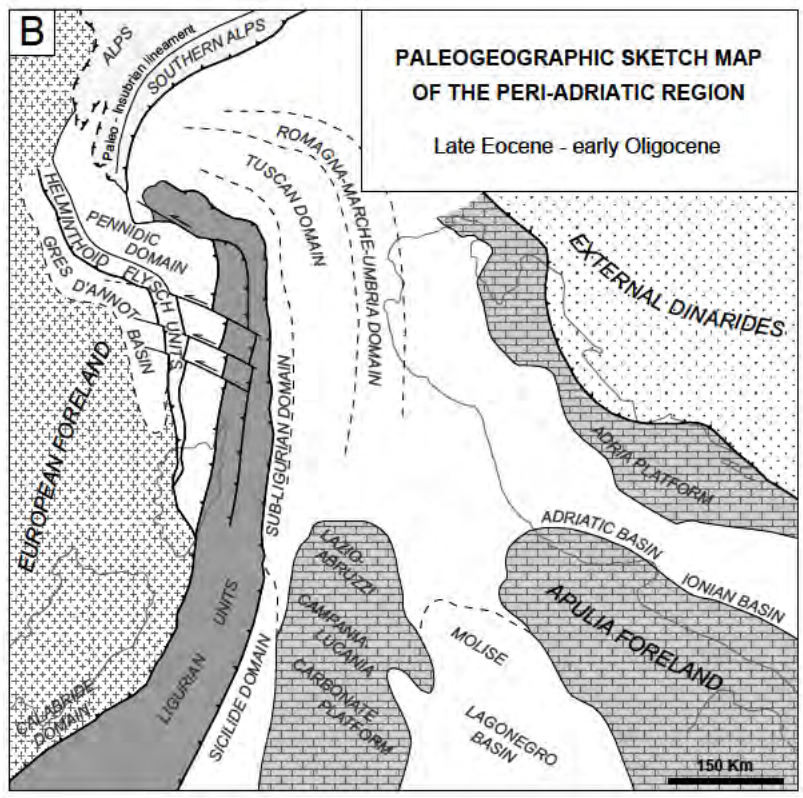 B
PALEOGEOGRAPHIC SKETCH MAP
OF THE PERI-ADRIATIC REGION
Late Eocene - early Oligocene
ALPS
Paleo - Insubrian lineament
SOUTHERN ALPS
ROMAGNA-MARCHE-UMBRIA DOMAIN
TUSCAN DOMAIN
PENNIDIC
DOMAIN
HELMINTHOID FLYSCH UNITS
GRES D'ANNOT BASIN
EUROPEAN FORELAND
EXTERNAL DINARIDES
ADRIA PLATFORM
SUB-LIGURIAN DOMAIN
ADRIATIC BASIN
IONIAN BASIN
APULIA FORELAND
LAZIO-
ABRUZZI
CAMPANIA-
LUCANIA
CARBONATE
PLATFORM
MOLISE
LAGONEGRO
BASIN
LIGURIAN UNITS
SICILIDE DOMAIN
CALABRIDE
DOMAIN
150 Km